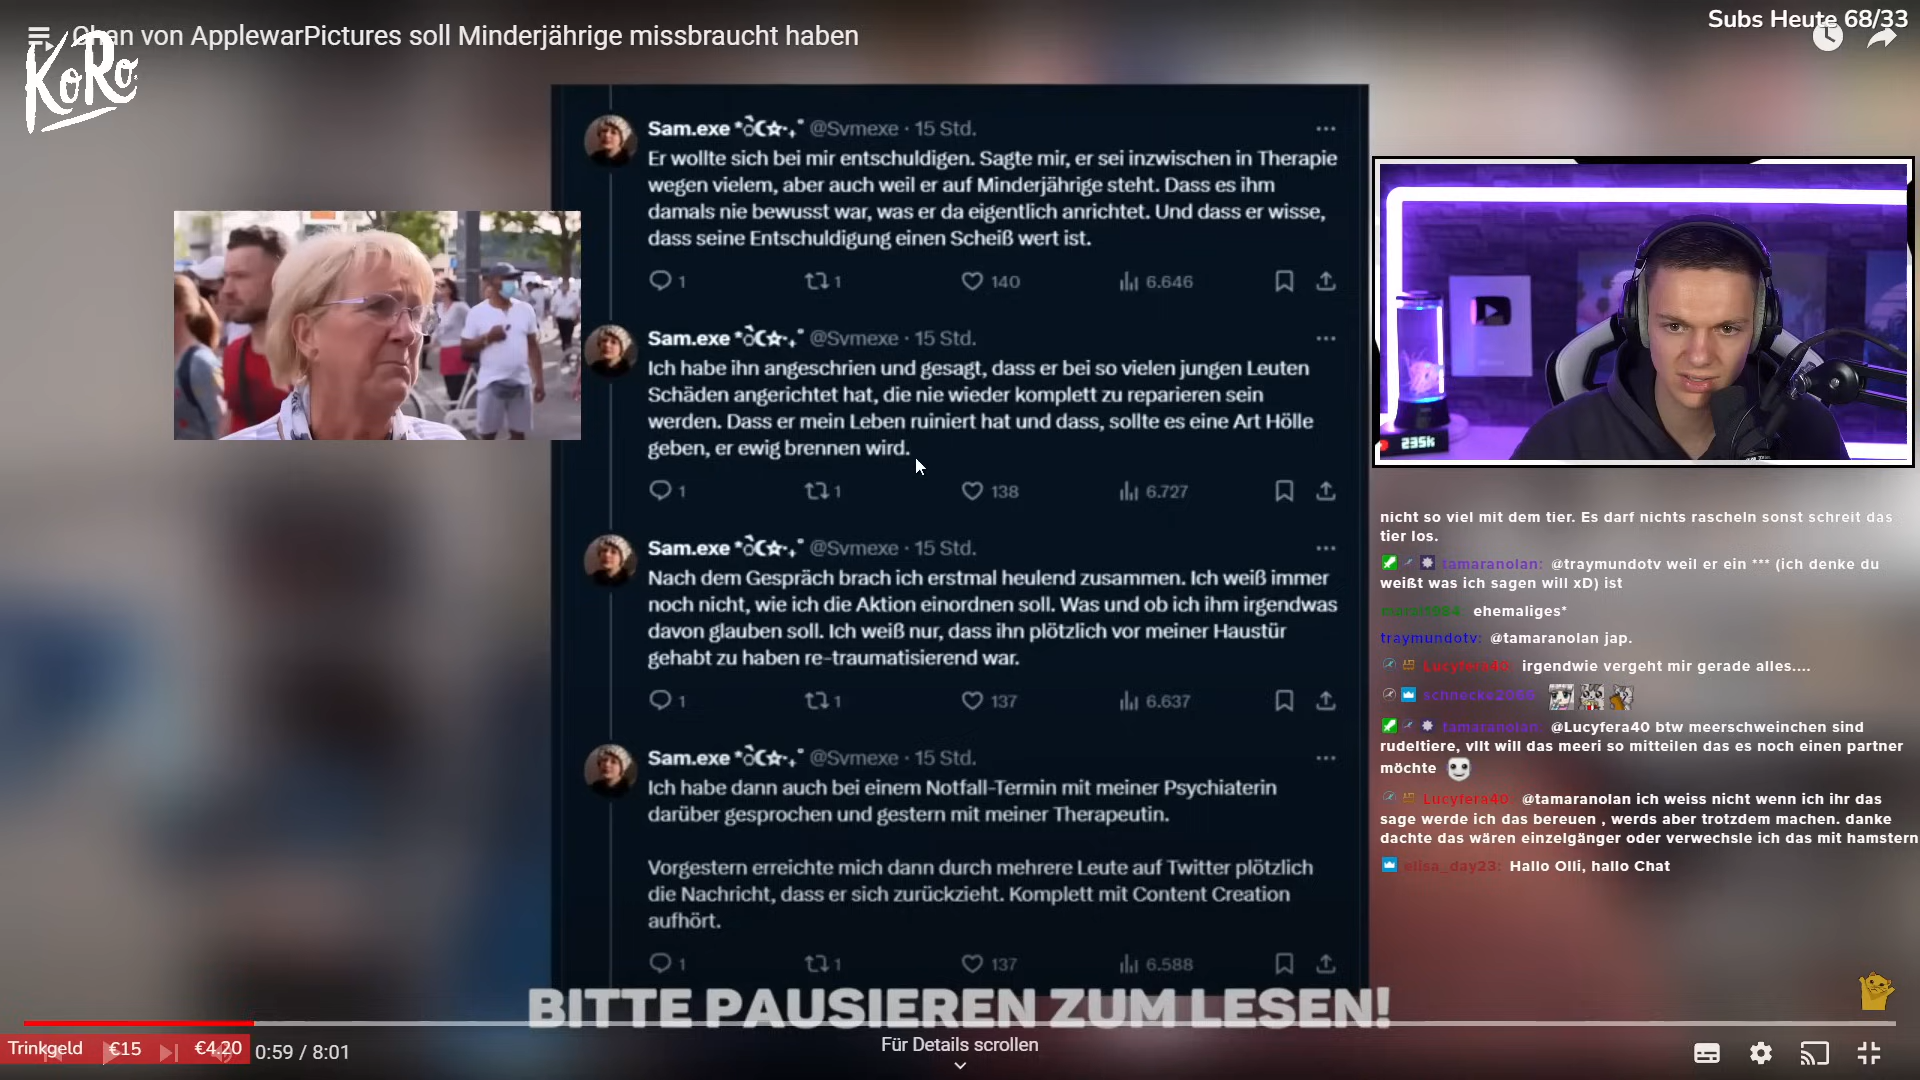 Subs Heute 68/33
von ApplewarPictures soll Minderjährige missbraucht haben
KoRo
Sam.exe @Svmexe · 15 Std.
Er wollte sich bei mir entschuldigen. Sagte mir, er sei inzwischen in Therapie
wegen vielem, aber auch weil er auf Minderjährige steht. Dass es ihm
damals nie bewusst war, was er da eigentlich anrichtet. Und dass er wisse,
dass seine Entschuldigung einen Scheiß wert ist.
1 1 140 6.646
Sam.exe @Svmexe · 15 Std.
Ich habe ihn angeschrien und gesagt, dass er bei so vielen jungen Leuten
Schäden angerichtet hat, die nie wieder komplett zu reparieren sein
werden. Dass er mein Leben ruiniert hat und dass, sollte es eine Art Hölle
geben, er ewig brennen wird.
1 1 138 6.727
Sam.exe @Svmexe · 15 Std.
Nach dem Gespräch brach ich erstmal heulend zusammen. Ich weiß immer
noch nicht, wie ich die Aktion einordnen soll. Was und ob ich ihm irgendwas
davon glauben soll. Ich weiß nur, dass ihn plötzlich vor meiner Haustür
gehabt zu haben re-traumatisierend war.
1 1 137 6.637
Sam.exe @Svmexe · 15 Std.
Ich habe dann auch bei einem Notfall-Termin mit meiner Psychiaterin
darüber gesprochen und gestern mit meiner Therapeutin.
Vorgestern erreichte mich dann durch mehrere Leute auf Twitter plötzlich
die Nachricht, dass er sich zurückzieht. Komplett mit Content Creation
aufhört.
1 1 137 6.588
BITTE PAUSIEREN ZUM LESEN!
235k
nicht so viel mit dem tier. Es darf nichts rascheln sonst schreit das
tier los.
tamaranolan: @traymundotv weil er ein *** (ich denke du
weißt was ich sagen will xD) ist
ehemaliges*
traymundotv: @tamaranolan jap.
Lucyfera40: irgendwie vergeht mir gerade alles....
schnecke2060:
tamaranolan: @Lucyfera40 btw meerschweinchen sind
rudeltiere, vllt will das meeri so mitteilen das es noch einen partner
möchte
Lucyfera40: @tamaranolan ich weiss nicht wenn ich ihr das
sage werde ich das bereuen , werds aber trotzdem machen. danke
dachte das wären einzelgänger oder verwechsle ich das mit hamstern
elisa_day23: Hallo Olli, hallo Chat
Trinkgeld €15 €4.20 0:59 / 8:01
Für Details scrollen